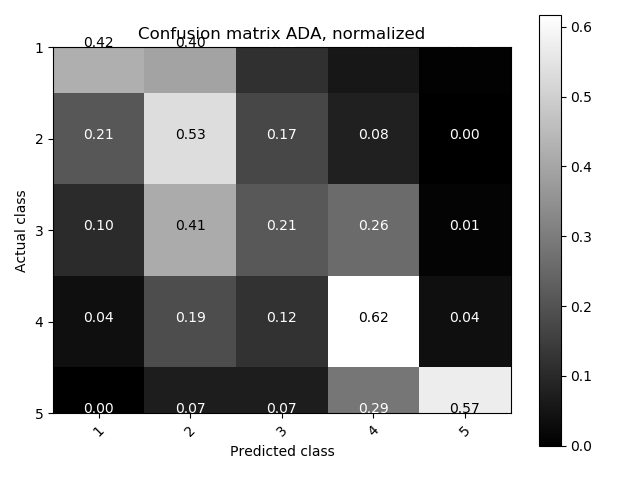 Confusion matrix ADA, normalized
0.42 0.40
1
2 0.21 0.53 0.17 0.08 0.00
3 0.10 0.41 0.21 0.26 0.01
4 0.04 0.19 0.12 0.62 0.04
5 0.00 0.07 0.07 0.29 0.57
1 2 3 4 5
Predicted class
Actual class
0.6
0.5
0.4
0.3
0.2
0.1
0.0